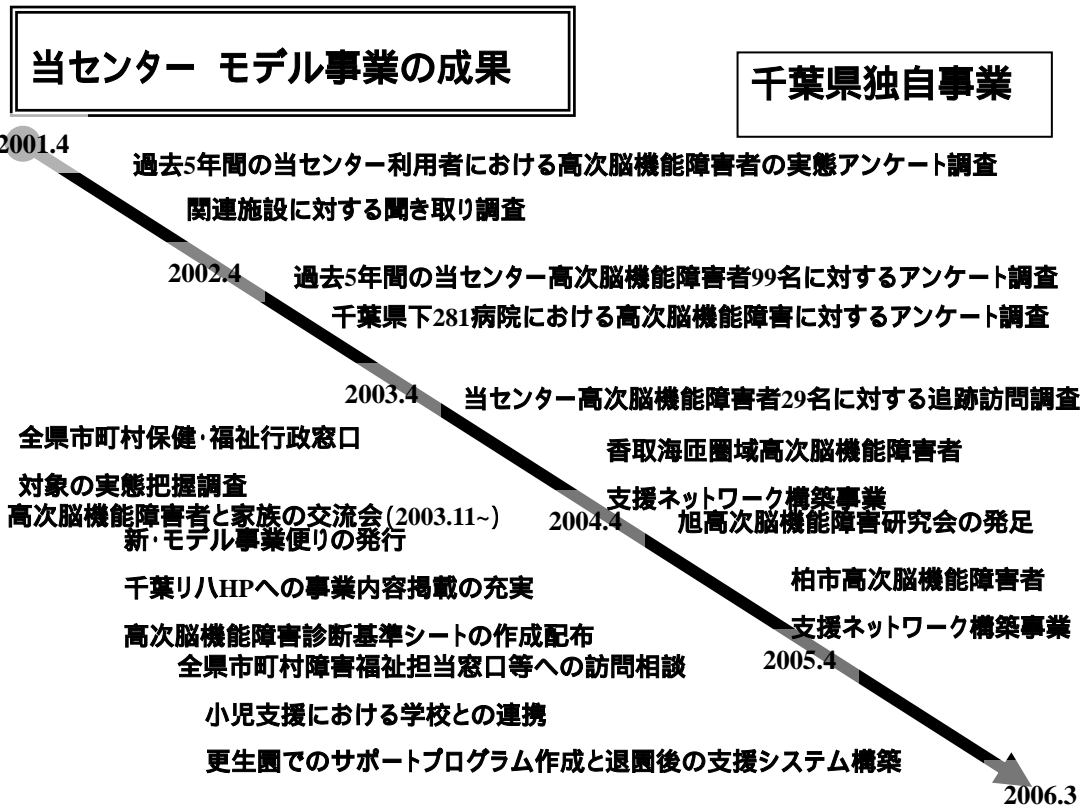 当センター モデル事業の成果
千葉県独自事業
2001.4
過去5年間の当センター利用者における高次脳機能障害者の実態アンケート調査
関連施設に対する聞き取り調査
2002.4
過去5年間の当センター高次脳機能障害者99名に対するアンケート調査
千葉県下281病院における高次脳機能障害に対するアンケート調査
2003.4
当センター高次脳機能障害者29名に対する追跡訪問調査
全県市町村保健・福祉行政窓口
対象の実態把握調査
香取海匝圏域高次脳機能障害者
支援ネットワーク構築事業
高次脳機能障害者と家族の交流会(2003.11~)
2004.4
旭高次脳機能障害研究会の発足
新・モデル事業便りの発行
千葉リハHPへの事業内容掲載の充実
柏市高次脳機能障害者
支援ネットワーク構築事業
高次脳機能障害診断基準シートの作成配布
全県市町村障害福祉担当窓口等への訪問相談
2005.4
小児支援における学校との連携
更生園でのサポートプログラム作成と退園後の支援システム構築
2006.3